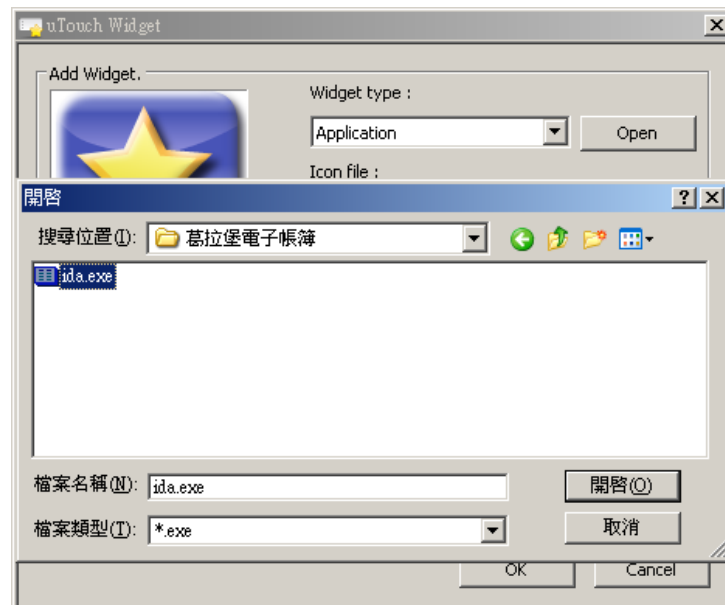 uTouch Widget
Add Widget.
Widget type :
Application
Open
Icon file :
開啓
搜尋位置(I):
葛拉堡電子帳簿
ida.exe
檔案名稱(N):
ida.exe
開啓(O)
檔案類型(T):
*.exe
取消
OK
Cancel